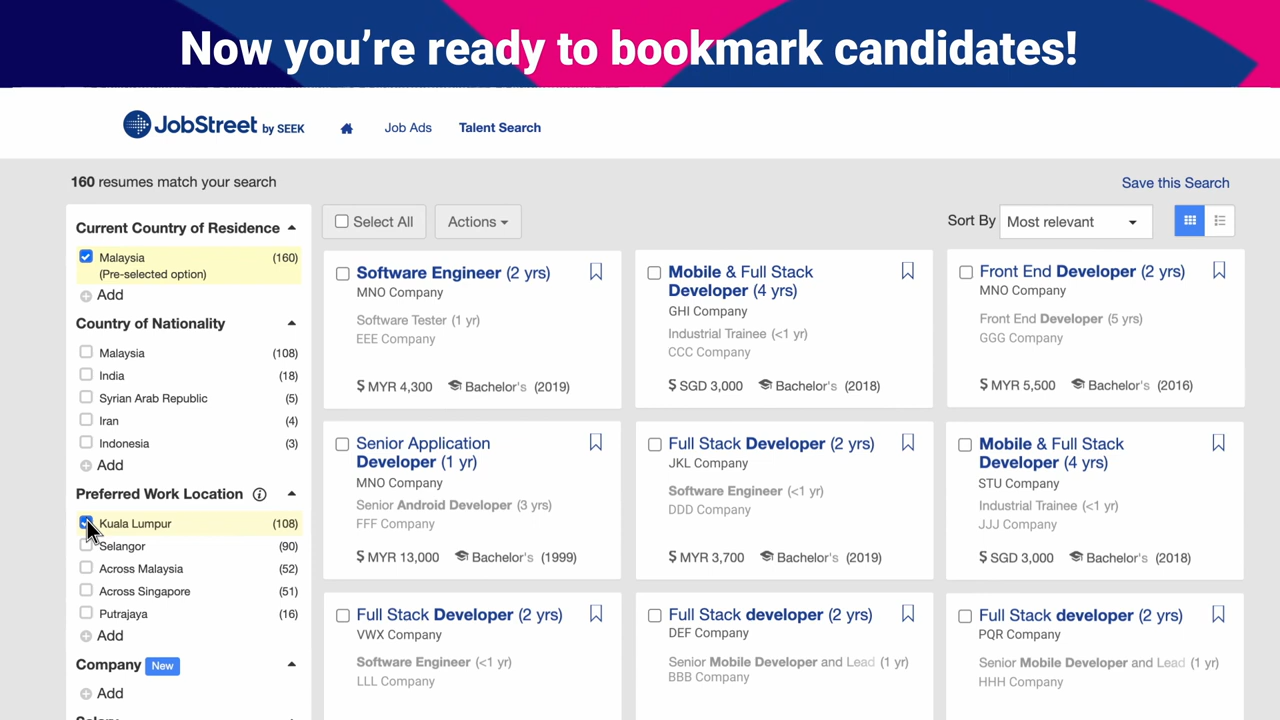 Now you're ready to bookmark candidates!
JobStreet by SEEK
Job Ads
Talent Search
160 resumes match your search
Save this Search
Current Country of Residence
Malaysia (160)
(Pre-selected option)
Add
Country of Nationality
Malaysia (108)
India (18)
Syrian Arab Republic (5)
Iran (4)
Indonesia (3)
Add
Preferred Work Location
Kuala Lumpur (108)
Selangor (90)
Across Malaysia (52)
Across Singapore (51)
Putrajaya (16)
Add
Company New
Add
Select All
Actions
Sort By Most relevant
Software Engineer (2 yrs)
MNO Company
Software Tester (1 yr)
EEE Company
$ MYR 4,300 Bachelor's (2019)
Mobile & Full Stack
Developer (4 yrs)
GHI Company
Industrial Trainee (<1 yr)
CCC Company
$ SGD 3,000 Bachelor's (2018)
Front End Developer (2 yrs)
MNO Company
Front End Developer (5 yrs)
GGG Company
$ MYR 5,500 Bachelor's (2016)
Senior Application
Developer (1 yr)
MNO Company
Senior Android Developer (3 yrs)
FFF Company
$ MYR 13,000 Bachelor's (1999)
Full Stack Developer (2 yrs)
JKL Company
Software Engineer (<1 yr)
DDD Company
$ MYR 3,700 Bachelor's (2019)
Mobile & Full Stack
Developer (4 yrs)
STU Company
Industrial Trainee (<1 yr)
JJJ Company
$ SGD 3,000 Bachelor's (2018)
Full Stack Developer (2 yrs)
VWX Company
Software Engineer (<1 yr)
LLL Company
Full Stack developer (2 yrs)
DEF Company
Senior Mobile Developer and Lead (1 yr)
BBB Company
Full Stack developer (2 yrs)
PQR Company
Senior Mobile Developer and Lead (1 yr)
HHH Company